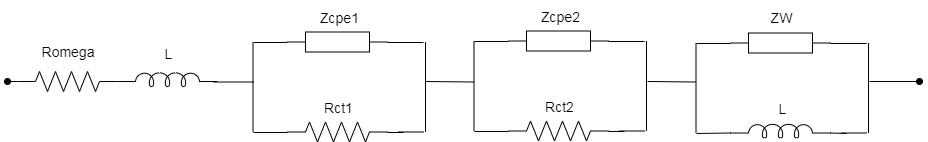 Romega
L
Zcpe1
Rct1
Zcpe2
Rct2
ZW
L